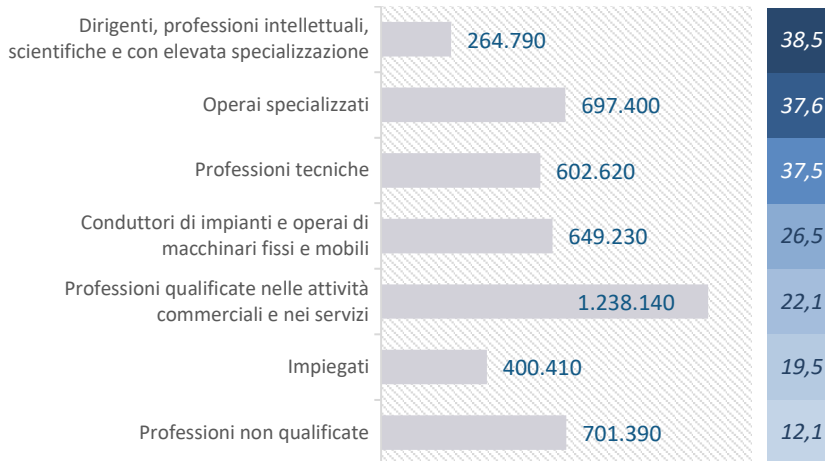 Dirigenti, professioni intellettuali,
scientifiche e con elevata specializzazione
264.790
38,5
Operai specializzati
697.400
37,6
Professioni tecniche
602.620
37,5
Conduttori di impianti e operai di
macchinari fissi e mobili
649.230
26,5
Professioni qualificate nelle attività
commerciali e nei servizi
1.238.140
22,1
Impiegati
400.410
19,5
Professioni non qualificate
701.390
12,1